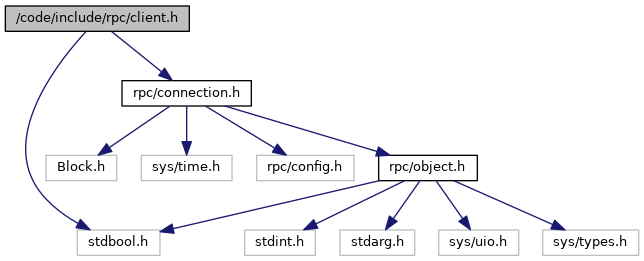 /code/include/rpc/client.h
rpc/connection.h
Block.h
sys/time.h
rpc/config.h
rpc/object.h
stdbool.h
stdint.h
stdarg.h
sys/uio.h
sys/types.h